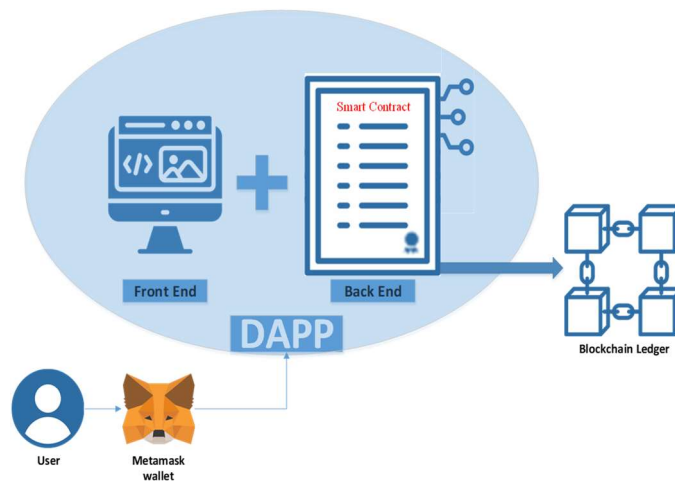 Smart Contract
</>
Front End
Back End
DAPP
Blockchain Ledger
User
Metamask
wallet